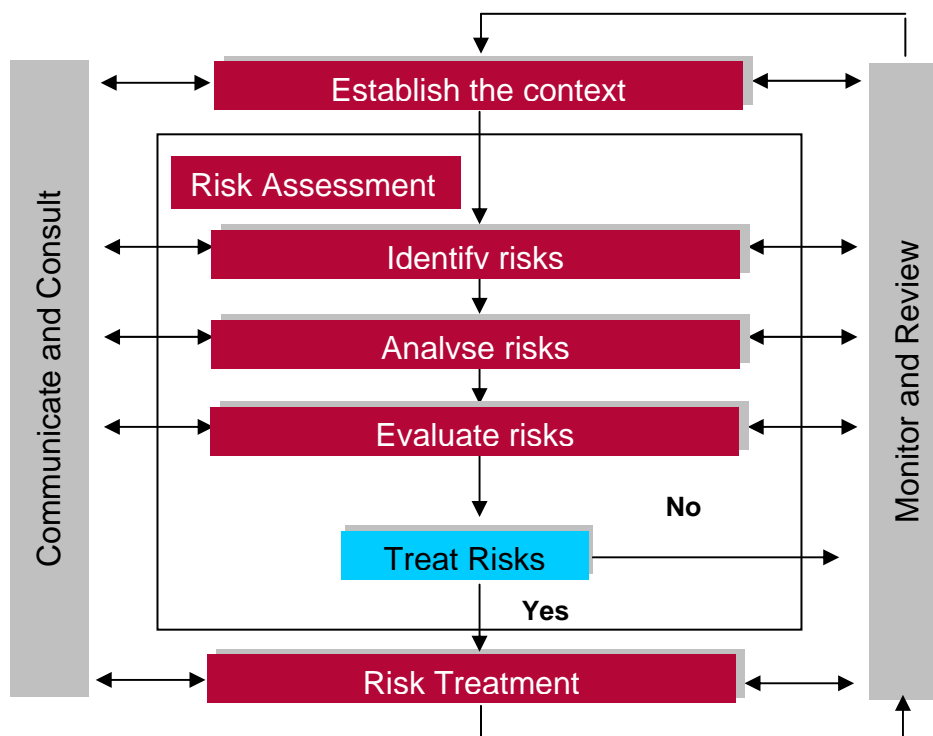 Establish the context
Risk Assessment
Identify risks
Analyse risks
Evaluate risks
No
Treat Risks
Yes
Risk Treatment
Communicate and Consult
Monitor and Review